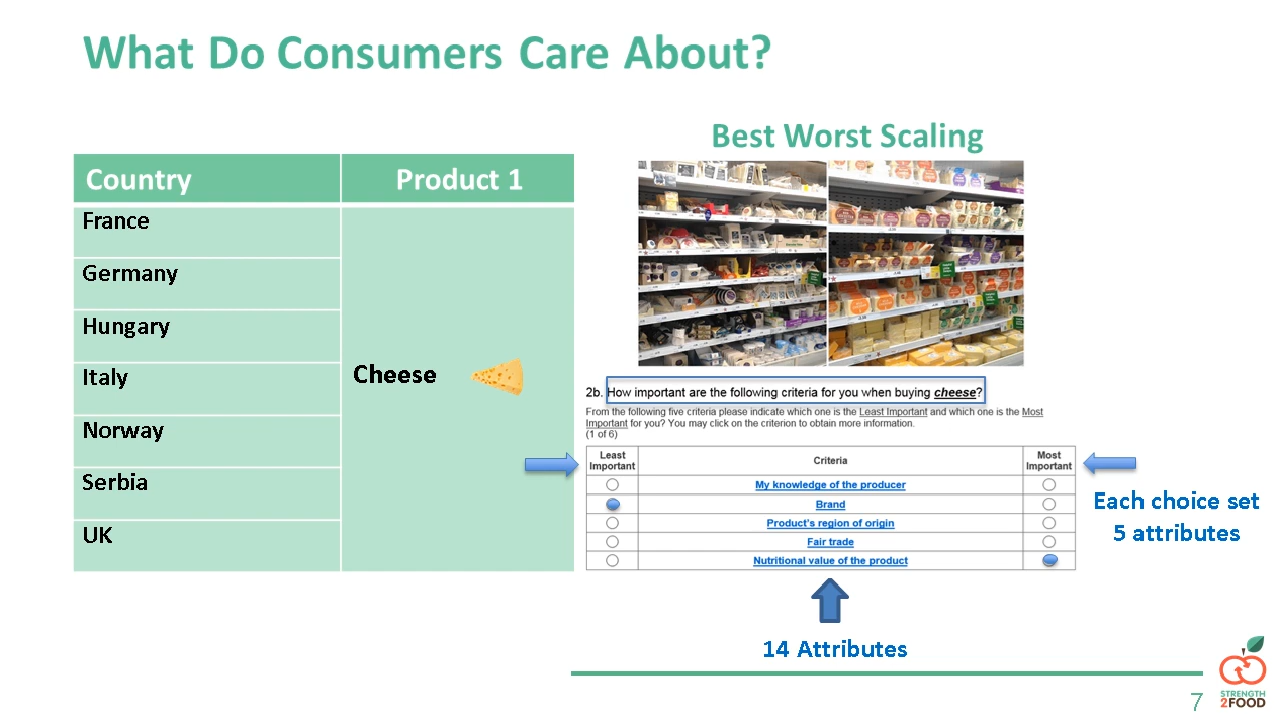 What Do Consumers Care About?
Best Worst Scaling
Country
Product 1
France
Germany
Hungary
Italy
Norway
Serbia
UK
Cheese
2b. How important are the following criteria for you when buying cheese?
From the following five criteria please indicate which one is the Least Important and which one is the Most
Important for you? You may click on the criterion to obtain more information.
(1 of 6)
Least
Important
Criteria
Most
Important
My knowledge of the producer
Brand
Product's region of origin
Fair trade
Nutritional value of the product
Each choice set
5 attributes
14 Attributes
7
STRENGTH
2FOOD